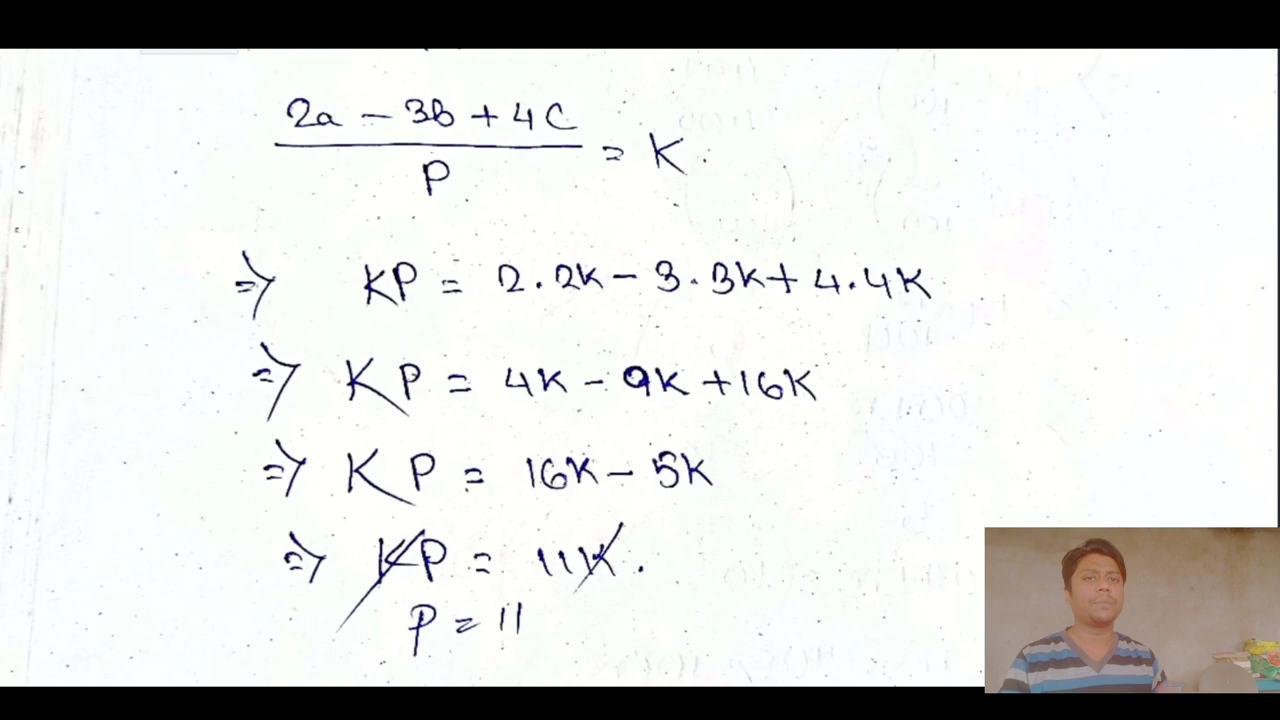 2a - 3b + 4c
P
= K.
⇒ KP = 2.2K - 3.3K + 4.4K
⇒ KP = 4K - 9K + 16K
⇒ KP = 16K - 5K
⇒ KP = 11K.
P = 11